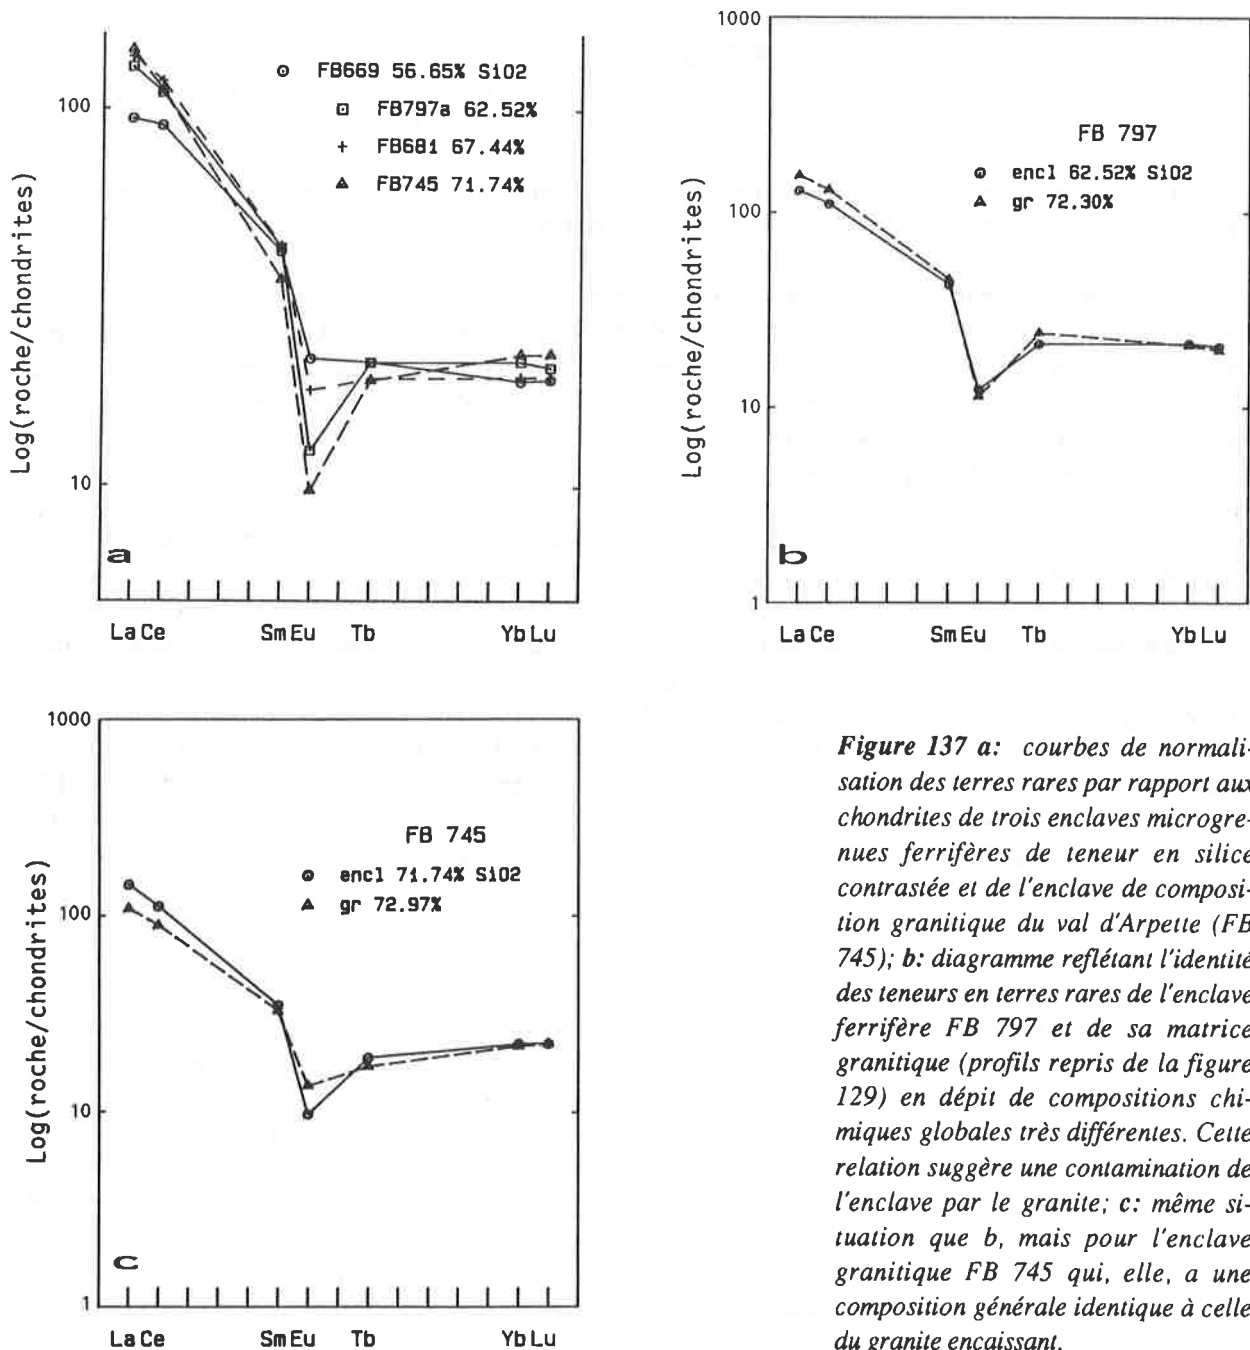 Log(roche/chondrites)
100
10
FB669 56.65% SiO2
FB797a 62.52%
FB681 67.44%
FB745 71.74%
a
La Ce Sm Eu Tb Yb Lu
Log(roche/chondrites)
1000
100
10
1
FB 797
encl 62.52% SiO2
gr 72.30%
b
La Ce Sm Eu Tb Yb Lu
Log(roche/chondrites)
1000
100
10
1
FB 745
encl 71.74% SiO2
gr 72.97%
c
La Ce Sm Eu Tb Yb Lu
Figure 137 a: courbes de normali-
sation des terres rares par rapport aux
chondrites de trois enclaves microgre-
nues ferrifères de teneur en silice
contrastée et de l'enclave de composi-
tion granitique du val d'Arpette (FB
745); b: diagramme reflétant l'identité
des teneurs en terres rares de l'enclave
ferrifère FB 797 et de sa matrice
granitique (profils repris de la figure
129) en dépit de compositions chi-
miques globales très différentes. Cette
relation suggère une contamination de
l'enclave par le granite; c: même si-
tuation que b, mais pour l'enclave
granitique FB 745 qui, elle, a une
composition générale identique à celle
du granite encaissant.